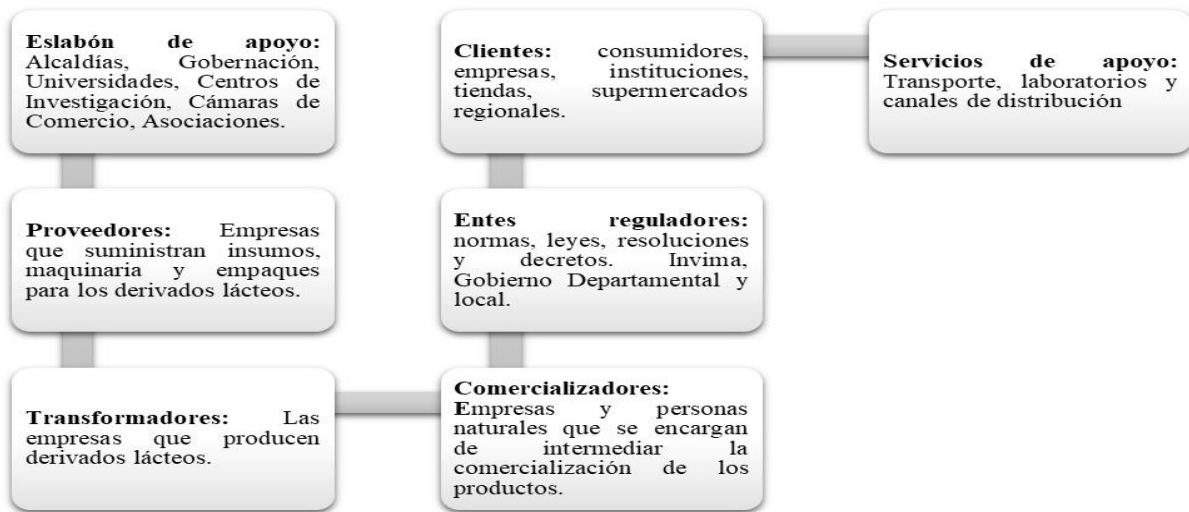 Eslabón de apoyo:
Alcaldías, Gobernación,
Universidades, Centros de
Investigación, Cámaras de
Comercio, Asociaciones.
Proveedores: Empresas
que suministran insumos,
maquinaria y empaques
para los derivados lácteos.
Transformadores: Las
empresas que producen
derivados lácteos.
Comercializadores:
Empresas y personas
naturales que se encargan
de intermediar la
comercialización de los
productos.
Entes reguladores:
normas, leyes, resoluciones
y decretos. Invima,
Gobierno Departamental y
local.
Clientes: consumidores,
empresas, instituciones,
tiendas, supermercados
regionales.
Servicios de apoyo:
Transporte, laboratorios y
canales de distribución